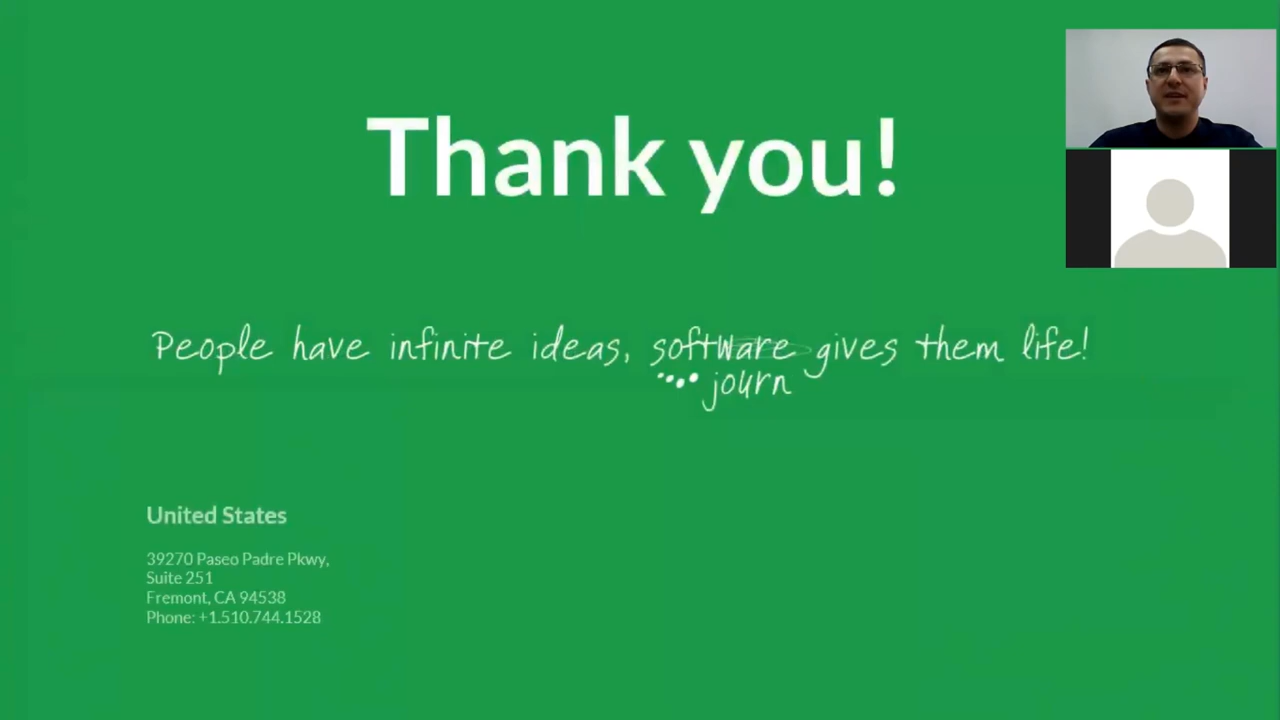 Thank you!
People have infinite ideas, software gives them life!
journ
United States
39270 Paseo Padre Pkwy,
Suite 251
Fremont, CA 94538
Phone: +1.510.744.1528